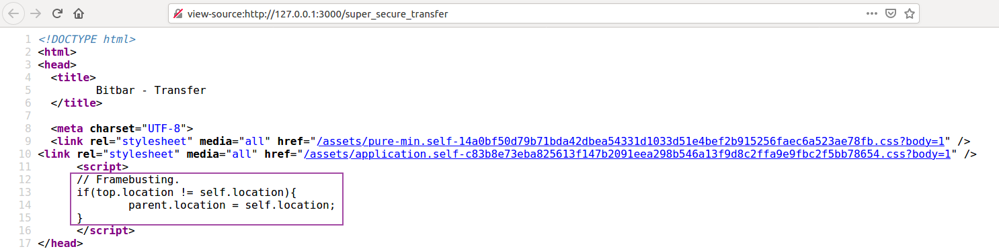 view-source:http://127.0.0.1:3000/super_secure_transfer
1 <!DOCTYPE html>
2 <html>
3 <head>
4   <title>
5          Bitbar - Transfer
6   </title>
7
8   <meta charset="UTF-8">
9   <link rel="stylesheet" media="all" href="/assets/pure-min.self-14a0bf50d79b71bda42dbea54331d1033d51e4bef2b915256faec6a523ae78fb.css?body=1" />
10 <link rel="stylesheet" media="all" href="/assets/application.self-c83b8e73eba825613f147b2091eea298b546a13f9d8c2ffa9e9fbc2f5bb78654.css?body=1" />
11       <script>
12       // Framebusting.
13       if(top.location != self.location){
14               parent.location = self.location;
15       }
16       </script>
17 </head>